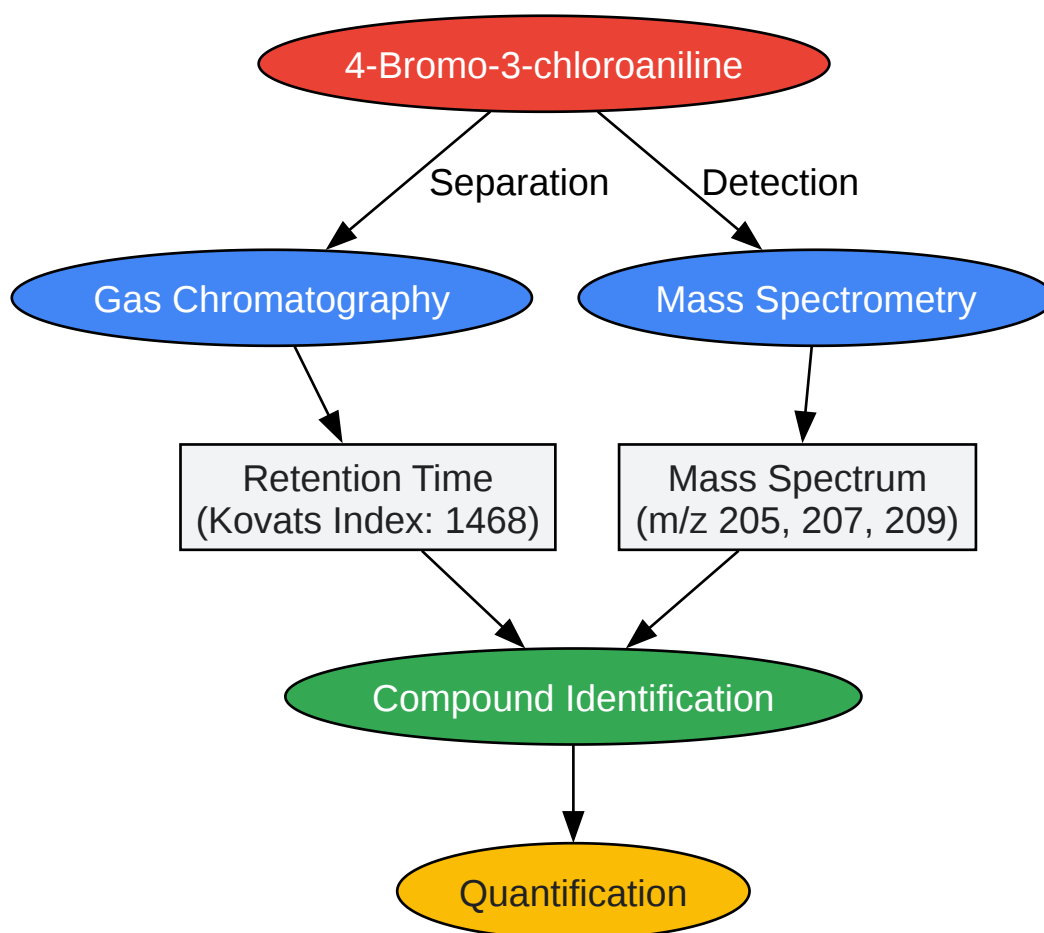 4-Bromo-3-chloroaniline
Separation
Detection
Gas Chromatography
Mass Spectrometry
Retention Time
(Kovats Index: 1468)
Mass Spectrum
(m/z 205, 207, 209)
Compound Identification
Quantification